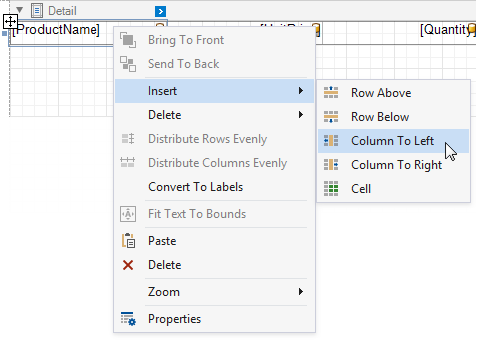 Detail
[ProductName]
[Quantity]
Bring To Front
Send To Back
Insert
Delete
Distribute Rows Evenly
Distribute Columns Evenly
Convert To Labels
Fit Text To Bounds
Paste
Delete
Zoom
Properties
Row Above
Row Below
Column To Left
Column To Right
Cell